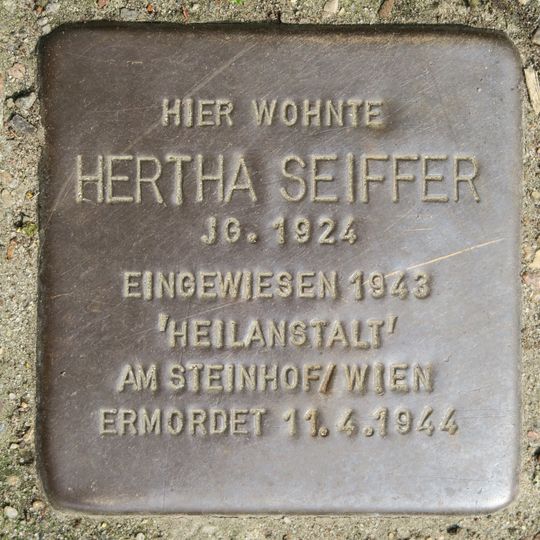 HIER WOHNTE
HERTHA SEIFFER
JG. 1924
EINGEWIESEN 1943
'HEILANSTALT'
AM STEINHOF/WIEN
ERMORDET 11.4.1944